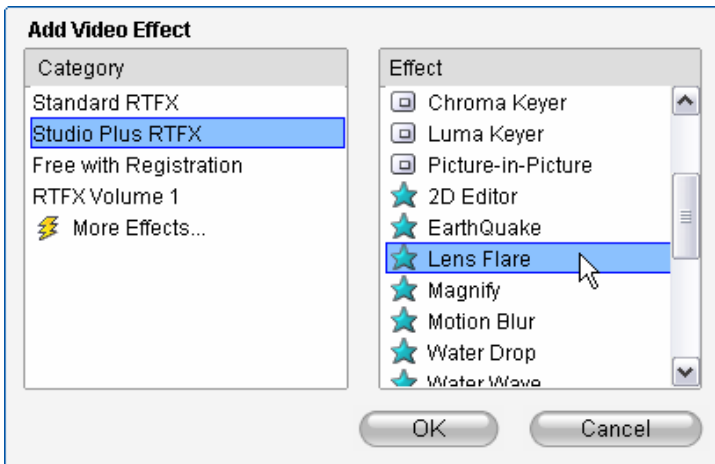 Add Video Effect
Category
Standard RTFX
Studio Plus RTFX
Free with Registration
RTFX Volume 1
More Effects...
Effect
Chroma Keyer
Luma Keyer
Picture-in-Picture
2D Editor
EarthQuake
Lens Flare
Magnify
Motion Blur
Water Drop
Water Wave
OK
Cancel